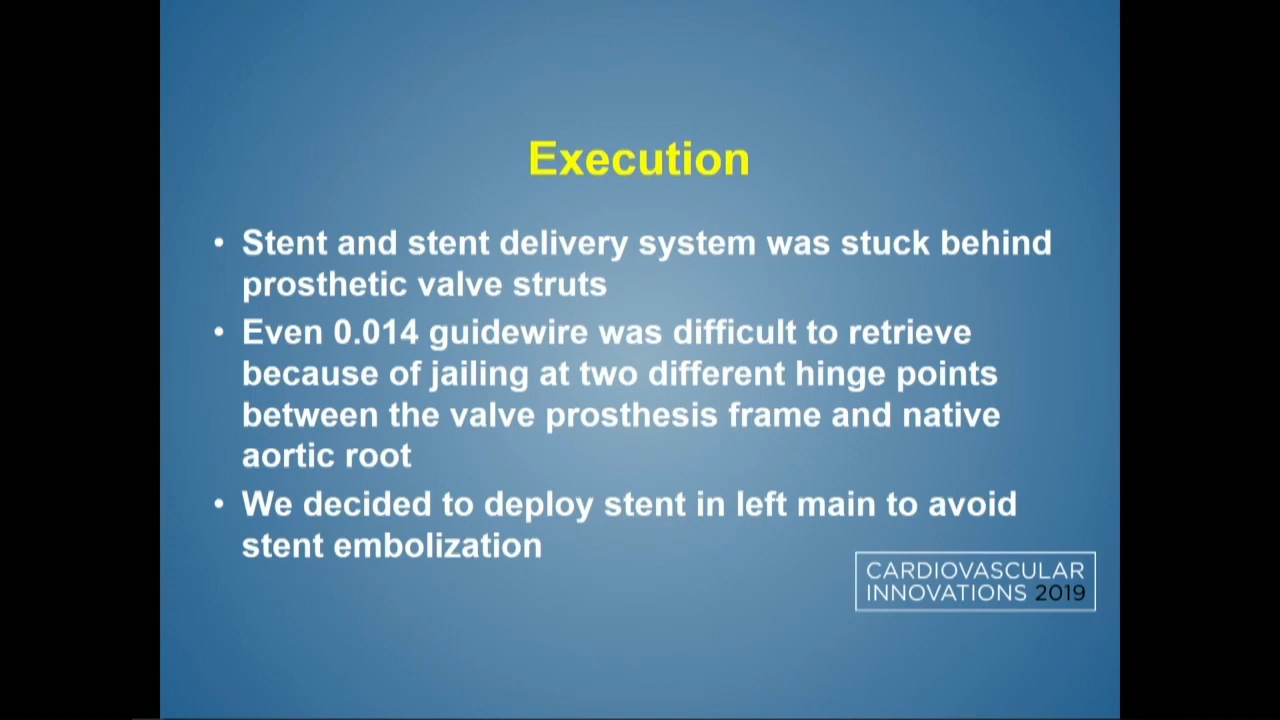 Execution
• Stent and stent delivery system was stuck behind
prosthetic valve struts
• Even 0.014 guidewire was difficult to retrieve
because of jailing at two different hinge points
between the valve prosthesis frame and native
aortic root
• We decided to deploy stent in left main to avoid
stent embolization
CARDIOVASCULAR
INNOVATIONS 2019